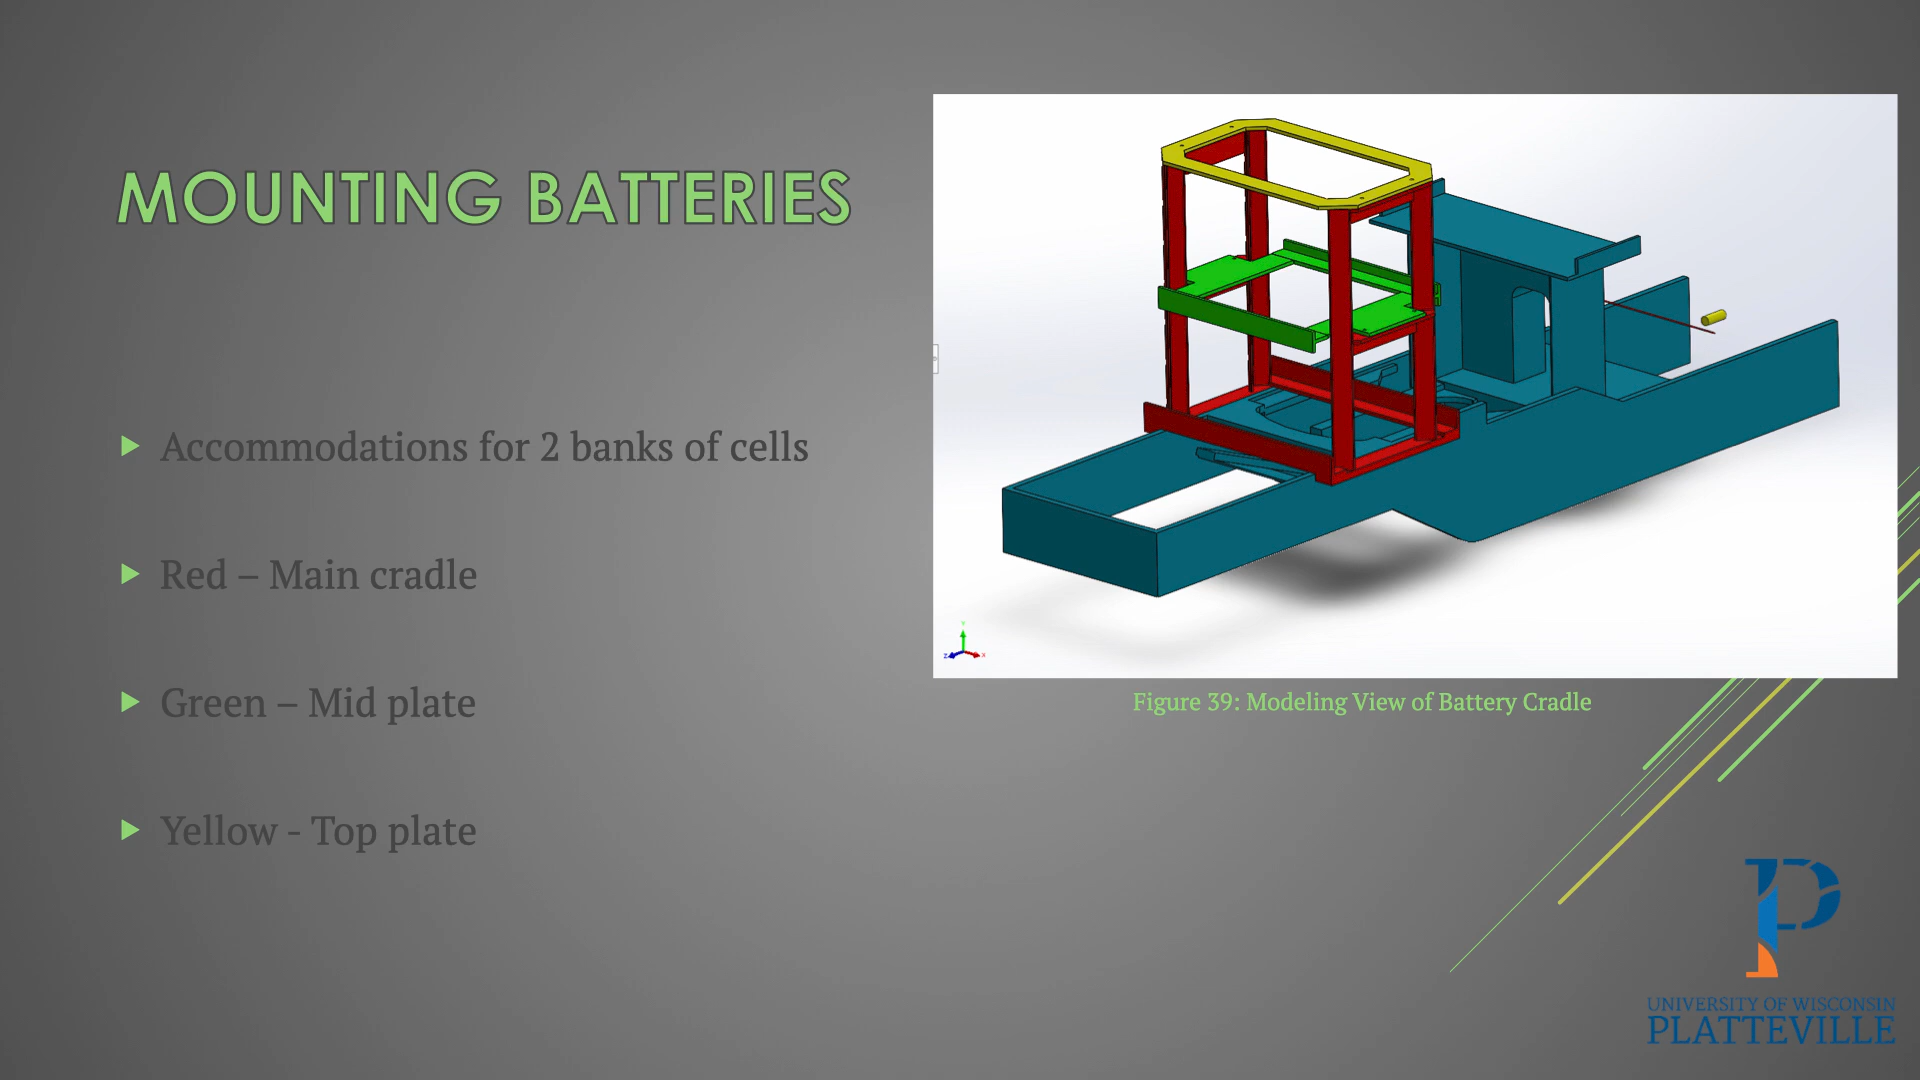 MOUNTING BATTERIES
Accommodations for 2 banks of cells
Red – Main cradle
Green – Mid plate
Yellow - Top plate
Y
Z
X
Figure 39: Modeling View of Battery Cradle
UNIVERSITY OF WISCONSIN
PLATTEVILLE